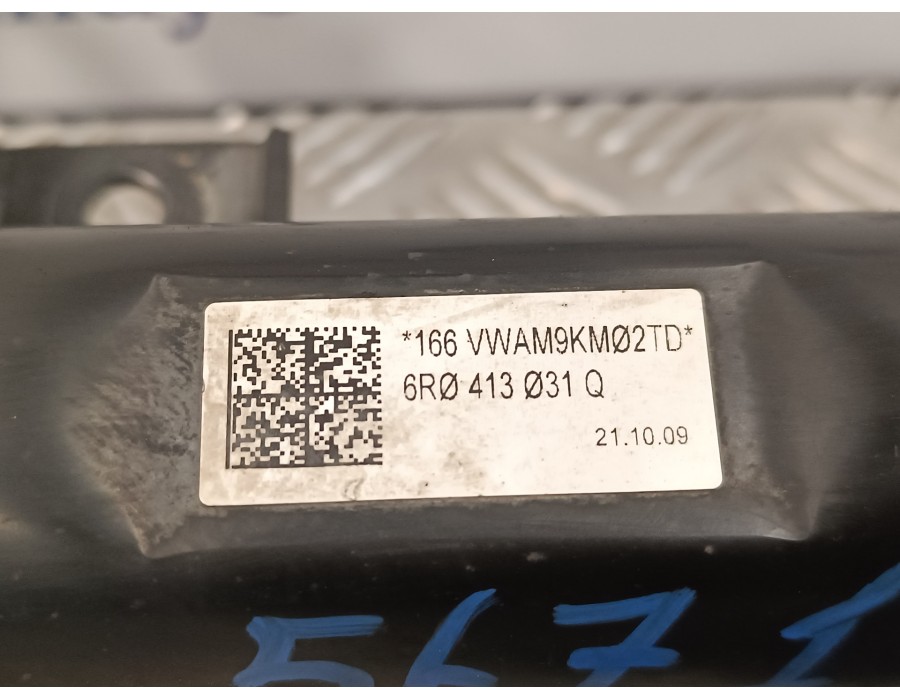 *166 VWAM9KMØ2TD*
6RØ 413 Ø31 Q
21.10.09
5671